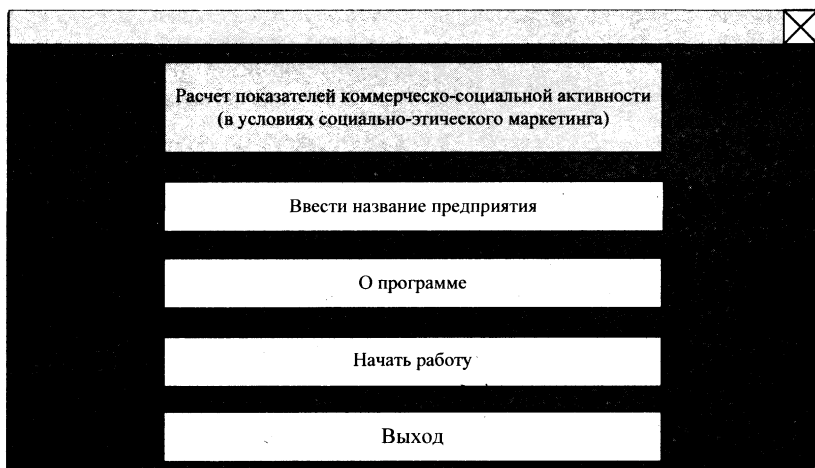 Расчет показателей коммерческо-социальной активности
(в условиях социально-этического маркетинга)
Ввести название предприятия
О программе
Начать работу
Выход